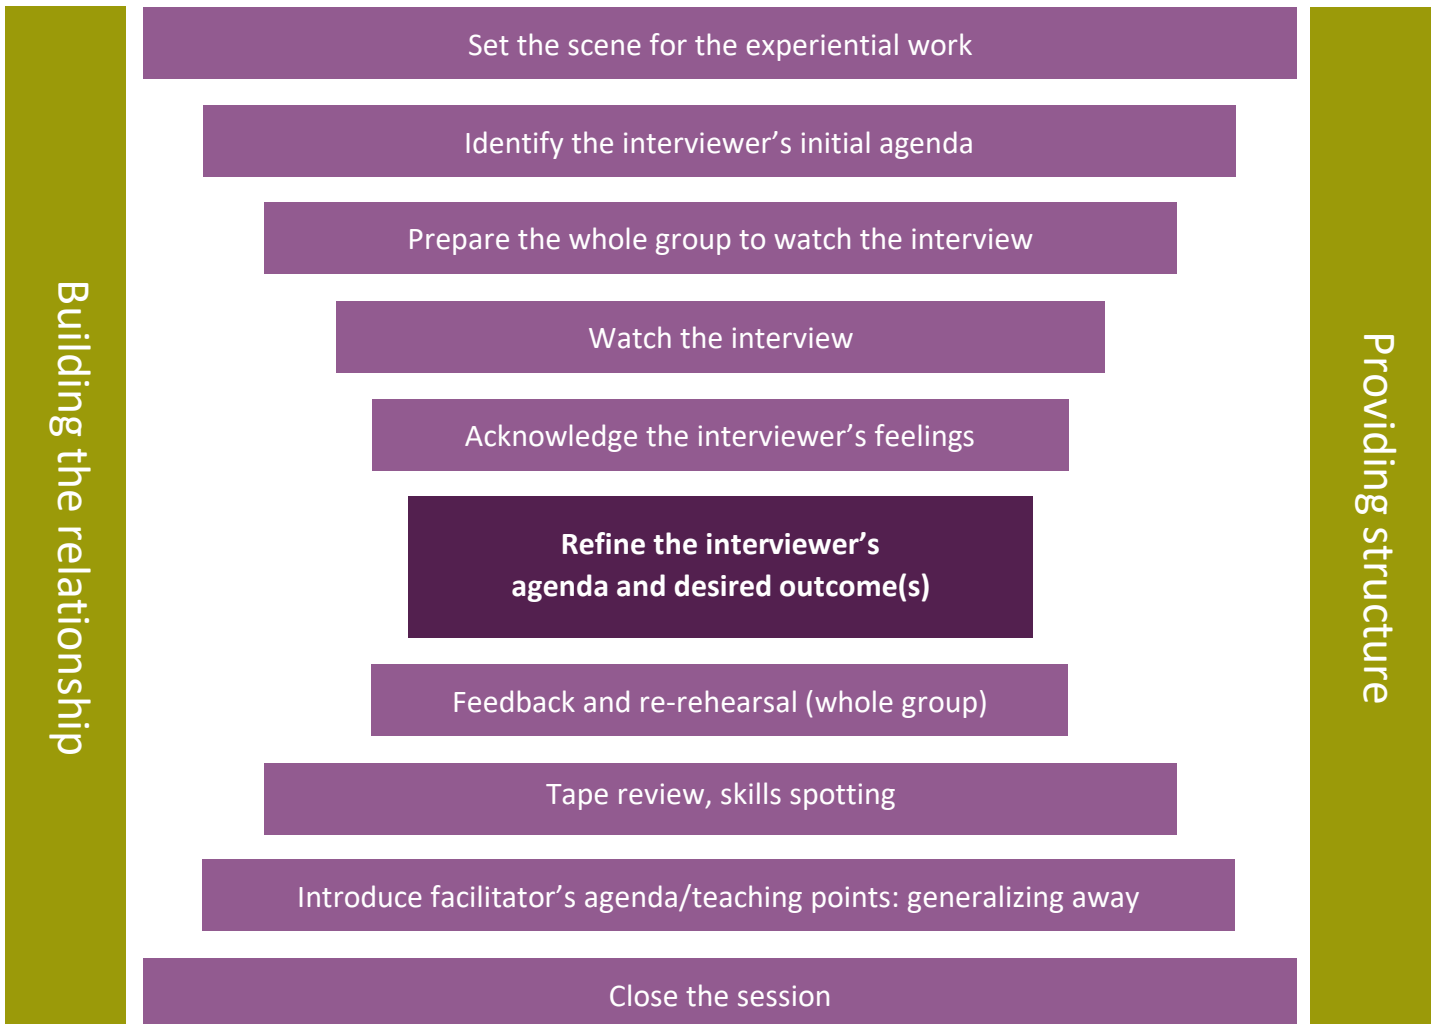 Building the relationship
Set the scene for the experiential work
Identify the interviewer’s initial agenda
Prepare the whole group to watch the interview
Watch the interview
Acknowledge the interviewer’s feelings
Refine the interviewer’s
agenda and desired outcome(s)
Feedback and re-rehearsal (whole group)
Tape review, skills spotting
Introduce facilitator’s agenda/teaching points: generalizing away
Close the session
Providing structure